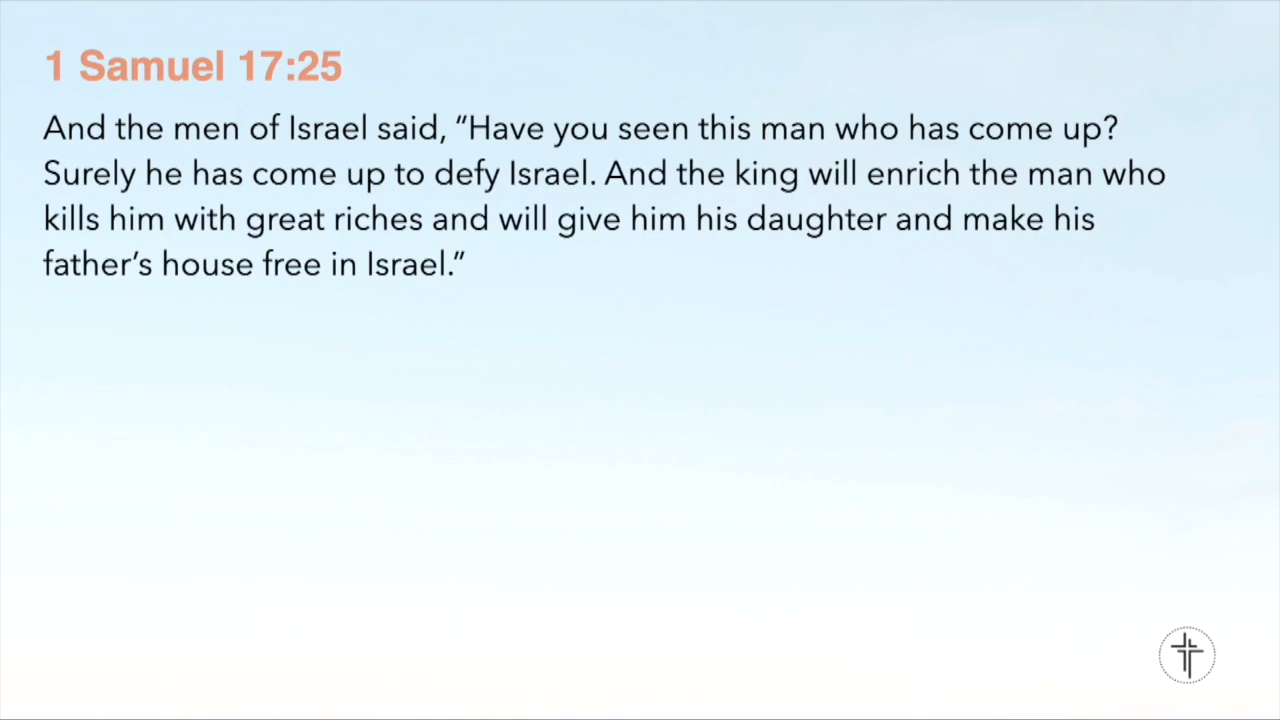 1 Samuel 17:25
And the men of Israel said, “Have you seen this man who has come up?
Surely he has come up to defy Israel. And the king will enrich the man who
kills him with great riches and will give him his daughter and make his
father’s house free in Israel.”